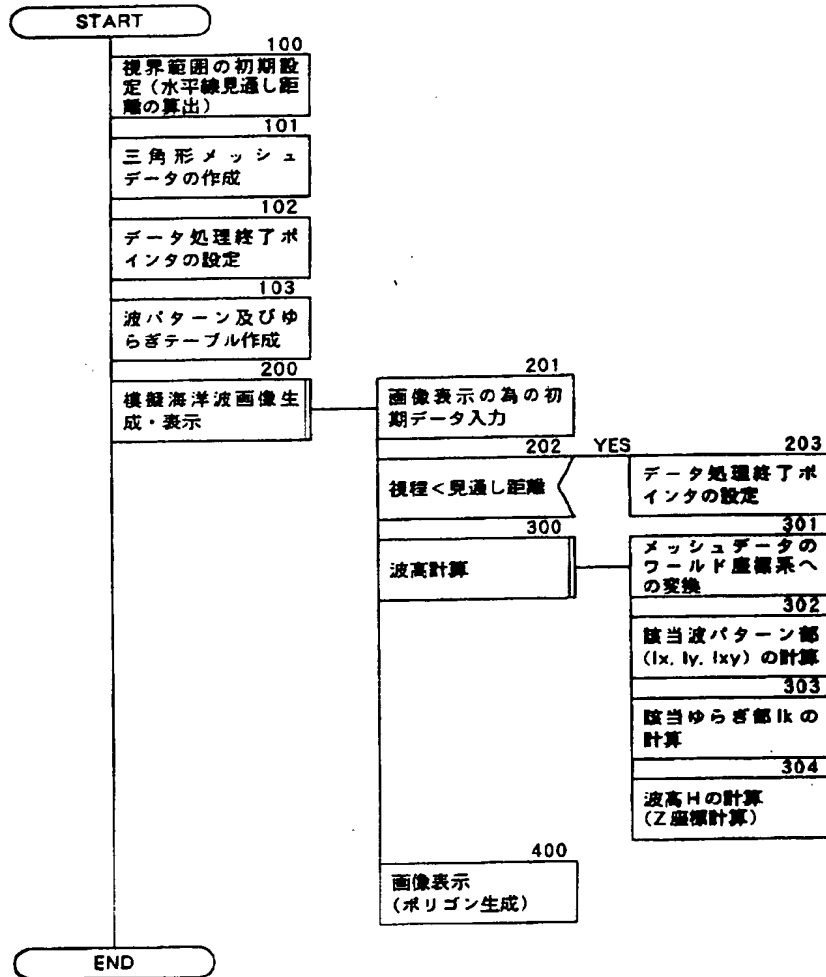 START
100
視界範囲の初期設
定(水平線見通し距
離の算出)
101
三角形メッシュ
データの作成
102
データ処理終了ポ
インタの設定
103
波パターン及びゆ
らぎテーブル作成
200
模擬海洋波画像生
成・表示
201
画像表示の為の初
期データ入力
202
YES
視程<見通し距離
203
データ処理終了ポ
インタの設定
300
波高計算
301
メッシュデータの
ワールド座標系へ
の変換
302
該当波パターン部
(Ix, Iy, Ixy) の計算
303
該当ゆらぎ部Ikの
計算
304
波高Hの計算
(Z座標計算)
400
画像表示
(ポリゴン生成)
END